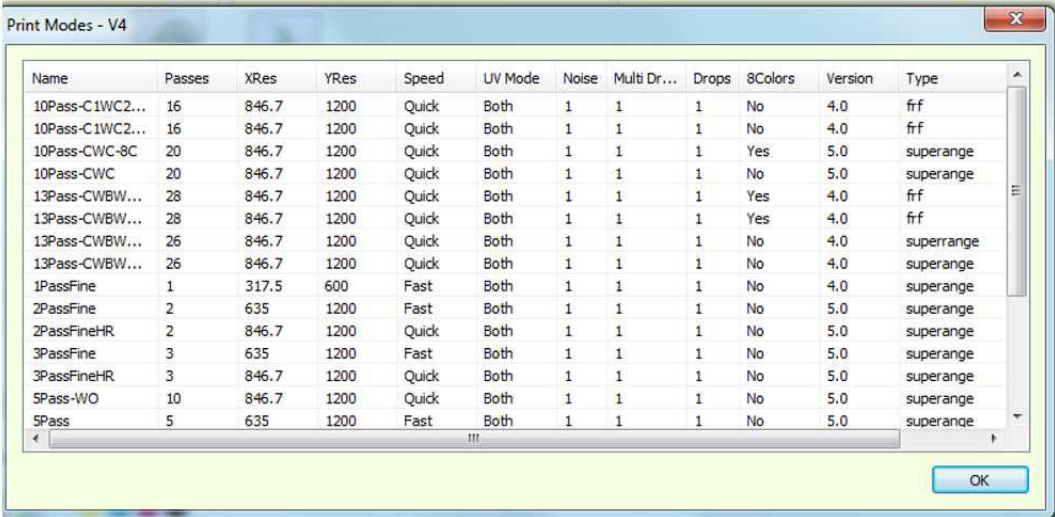 Print Modes - V4
Name Passes XRes YRes Speed UV Mode Noise Multi Dr... Drops 8Colors Version Type
10Pass-C1WC2... 16 846.7 1200 Quick Both 1 1 1 No 4.0 frf
10Pass-C1WC2... 16 846.7 1200 Quick Both 1 1 1 No 4.0 frf
10Pass-CWC-8C 20 846.7 1200 Quick Both 1 1 1 Yes 5.0 superange
10Pass-CWC 20 846.7 1200 Quick Both 1 1 1 No 5.0 superange
13Pass-CWBW... 28 846.7 1200 Quick Both 1 1 1 Yes 4.0 frf
13Pass-CWBW... 28 846.7 1200 Quick Both 1 1 1 Yes 4.0 frf
13Pass-CWBW... 26 846.7 1200 Quick Both 1 1 1 No 4.0 superrange
13Pass-CWBW... 26 846.7 1200 Quick Both 1 1 1 No 4.0 superange
1PassFine 1 317.5 600 Fast Both 1 1 1 No 4.0 superange
2PassFine 2 635 1200 Fast Both 1 1 1 No 5.0 superange
2PassFineHR 2 846.7 1200 Quick Both 1 1 1 No 5.0 superange
3PassFine 3 635 1200 Fast Both 1 1 1 No 5.0 superange
3PassFineHR 3 846.7 1200 Quick Both 1 1 1 No 5.0 superange
5Pass-WO 10 846.7 1200 Quick Both 1 1 1 No 5.0 superange
5Pass 5 635 1200 Fast Both 1 1 1 No 5.0 superange
OK